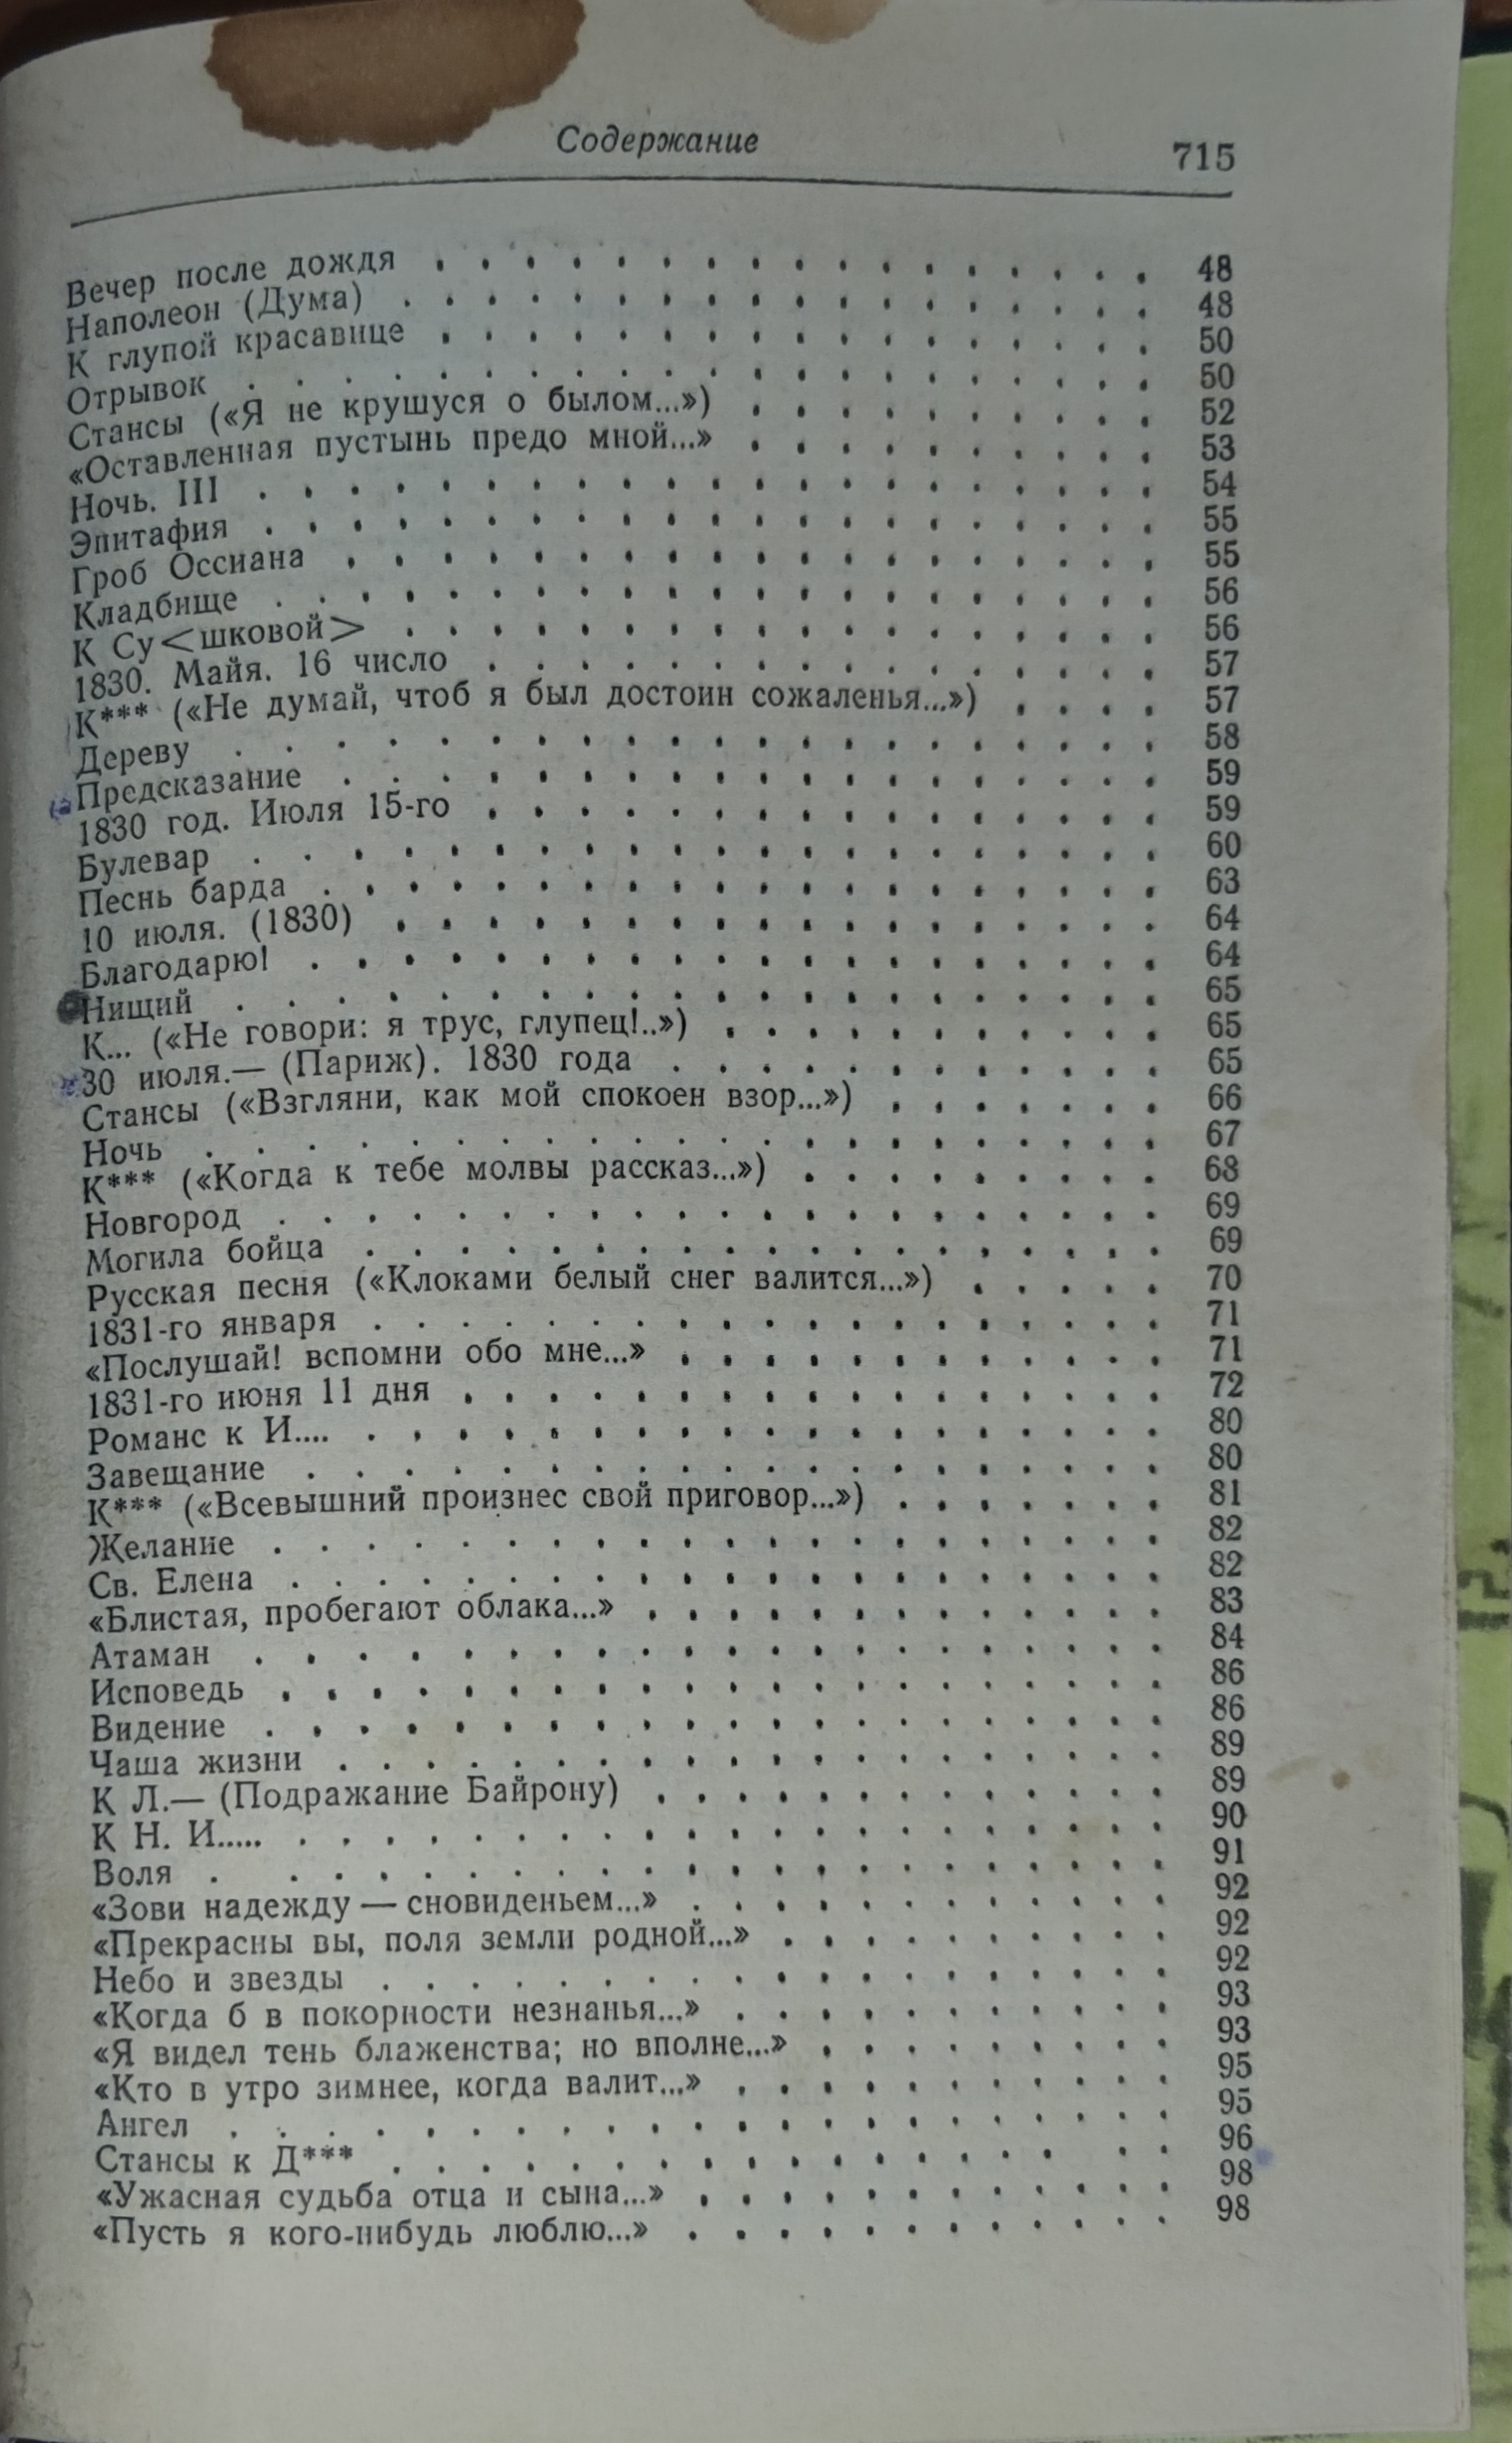 Содержание 715
Вечер после дождя . . . . . . . . . . . . . . . . . 48
Наполеон (Дума) . . . . . . . . . . . . . . . . . 48
К глупой красавице . . . . . . . . . . . . . . . . . 50
Отрывок . . . . . . . . . . . . . . . . . . . . 50
Стансы («Я не крушуся о былом...») . . . . . . . . . . 52
«Оставленная пустынь предо мной...» . . . . . . . . . . 53
Ночь. III . . . . . . . . . . . . . . . . . . . . 54
Эпитафия . . . . . . . . . . . . . . . . . . . . 55
Гроб Оссиана . . . . . . . . . . . . . . . . . . . 55
Кладбище . . . . . . . . . . . . . . . . . . . . 56
К Су<шковой> . . . . . . . . . . . . . . . . . . 56
1830. Майя. 16 число . . . . . . . . . . . . . . . . 57
К*** («Не думай, чтоб я был достоин сожаленья...») . . . . 57
Дереву . . . . . . . . . . . . . . . . . . . . . 58
Предсказание . . . . . . . . . . . . . . . . . . . 59
1830 год. Июля 15-го . . . . . . . . . . . . . . . . 59
Булевар . . . . . . . . . . . . . . . . . . . . . 60
Песнь барда . . . . . . . . . . . . . . . . . . . 63
10 июля. (1830) . . . . . . . . . . . . . . . . . . 64
Благодарю! . . . . . . . . . . . . . . . . . . . . 64
Нищий . . . . . . . . . . . . . . . . . . . . . 65
К... («Не говори: я трус, глупец!..») . . . . . . . . . . 65
30 июля.— (Париж). 1830 года . . . . . . . . . . . . 65
Стансы («Взгляни, как мой спокоен взор...») . . . . . . . 66
Ночь . . . . . . . . . . . . . . . . . . . . . . 67
К*** («Когда к тебе молвы рассказ...») . . . . . . . . . 68
Новгород . . . . . . . . . . . . . . . . . . . . 69
Могила бойца . . . . . . . . . . . . . . . . . . . 69
Русская песня («Клоками белый снег валится...») . . . . . 70
1831-го января . . . . . . . . . . . . . . . . . . 71
«Послушай! вспомни обо мне...» . . . . . . . . . . . . 71
1831-го июня 11 дня . . . . . . . . . . . . . . . . 72
Романс к И.... . . . . . . . . . . . . . . . . . . 80
Завещание . . . . . . . . . . . . . . . . . . . . 80
К*** («Всевышний произнес свой приговор...») . . . . . . . 81
Желание . . . . . . . . . . . . . . . . . . . . . 82
Св. Елена . . . . . . . . . . . . . . . . . . . . 82
«Блистая, пробегают облака...» . . . . . . . . . . . . 83
Атаман . . . . . . . . . . . . . . . . . . . . . 84
Исповедь . . . . . . . . . . . . . . . . . . . . . 86
Видение . . . . . . . . . . . . . . . . . . . . . 86
Чаша жизни . . . . . . . . . . . . . . . . . . . 89
К Л.— (Подражание Байрону) . . . . . . . . . . . . 89
К Н. И..... . . . . . . . . . . . . . . . . . . . . 90
Воля . . . . . . . . . . . . . . . . . . . . . . 91
«Зови надежду — сновиденьем...» . . . . . . . . . . . 92
«Прекрасны вы, поля земли родной...» . . . . . . . . . 92
Небо и звезды . . . . . . . . . . . . . . . . . . . 92
«Когда б в покорности незнанья...» . . . . . . . . . . 93
«Я видел тень блаженства; но вполне...» . . . . . . . . . 93
«Кто в утро зимнее, когда валит...» . . . . . . . . . . 95
Ангел . . . . . . . . . . . . . . . . . . . . . . 95
Стансы к Д*** . . . . . . . . . . . . . . . . . . 96
«Ужасная судьба отца и сына...» . . . . . . . . . . . 98
«Пусть я кого-нибудь люблю...» . . . . . . . . . . . . 98